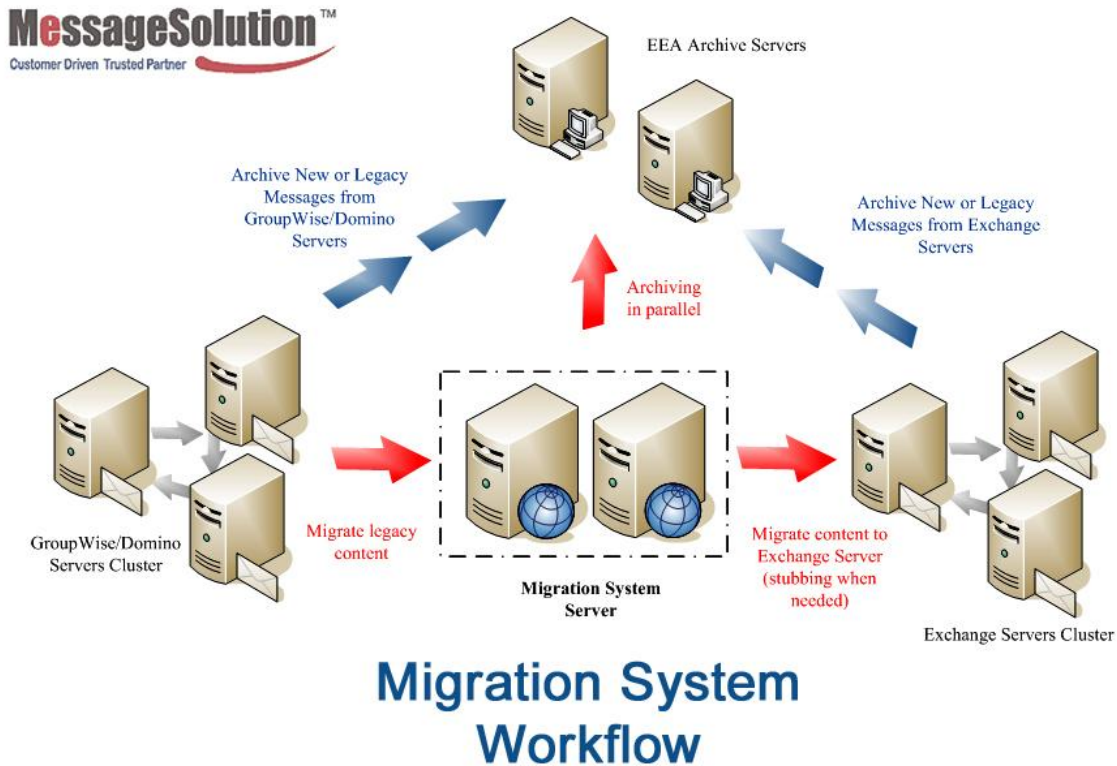 MessageSolution™
Customer Driven Trusted Partner
EEA Archive Servers
Archive New or Legacy
Messages from
GroupWise/Domino
Servers
Archive New or Legacy
Messages from Exchange
Servers
Archiving
in parallel
GroupWise/Domino
Servers Cluster
Migrate legacy
content
Migration System
Server
Migrate content to
Exchange Server
(stubbing when
needed)
Exchange Servers Cluster
Migration System
Workflow